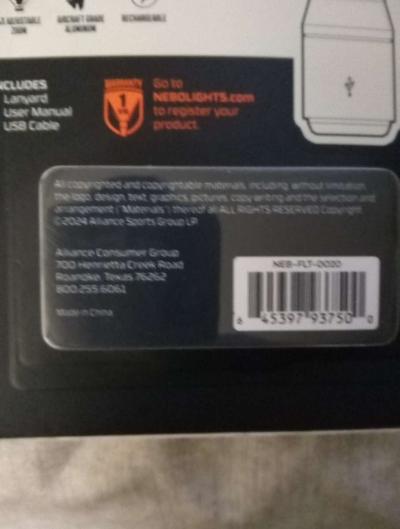 ADJUSTABLE
ZOOM
AIRCRAFT GRADE
ALUMINUM
RECHARGEABLE
NCLUDES
Lanyard
User Manual
USB Cable
WARRANTY
1
Go to
NEBOLIGHTS.com
to register your
product.
All copyrighted and copyrightable materials, including, without limitation,
the logo, design, text, graphics, pictures, copy writing and the selection and
arrangement ("Materials") thereof all ALL RIGHTS RESERVED Copyright
©2024 Alliance Sports Group LP
Alliance Consumer Group
700 Henrietta Creek Road
Roanoke, Texas 76262
800.255.6061
Made in China
NEB-FLT-0020
6 45397 93750 0